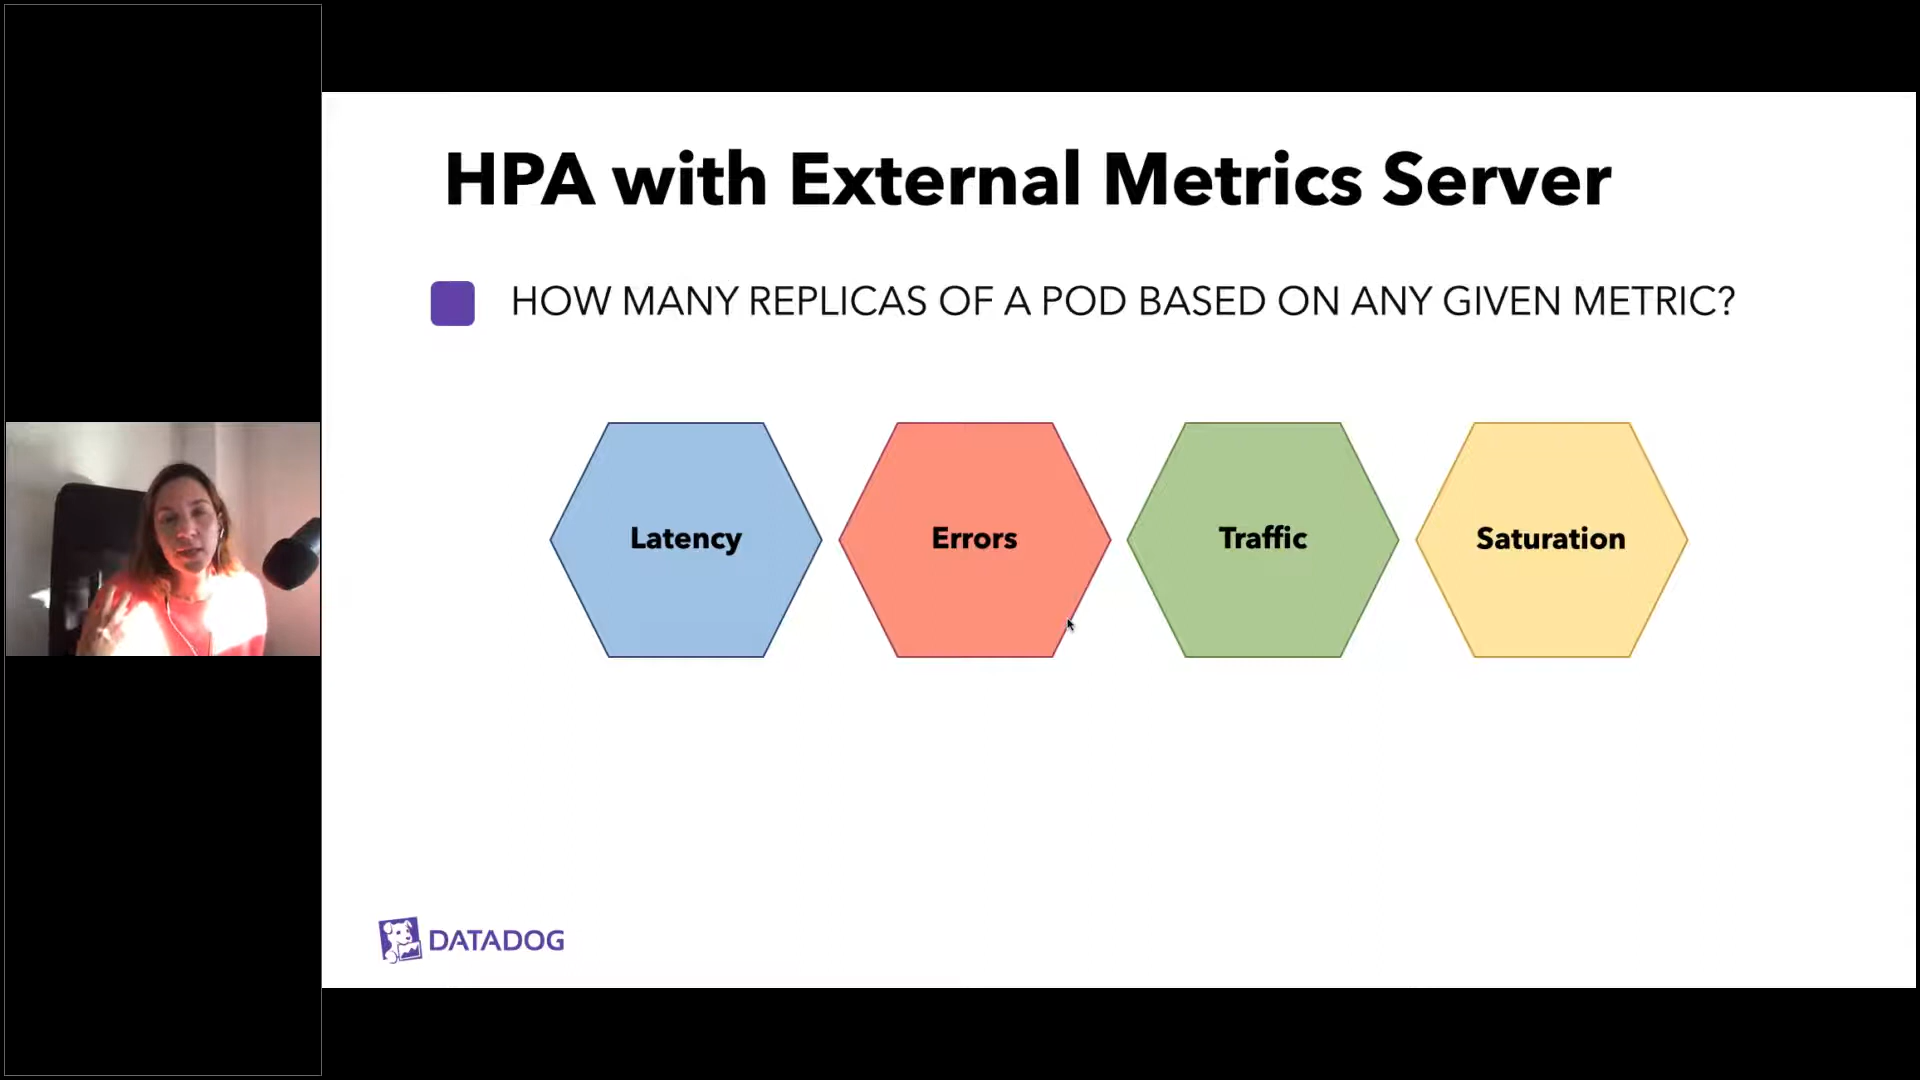 HPA with External Metrics Server
HOW MANY REPLICAS OF A POD BASED ON ANY GIVEN METRIC?
Latency
Errors
Traffic
Saturation
DATADOG